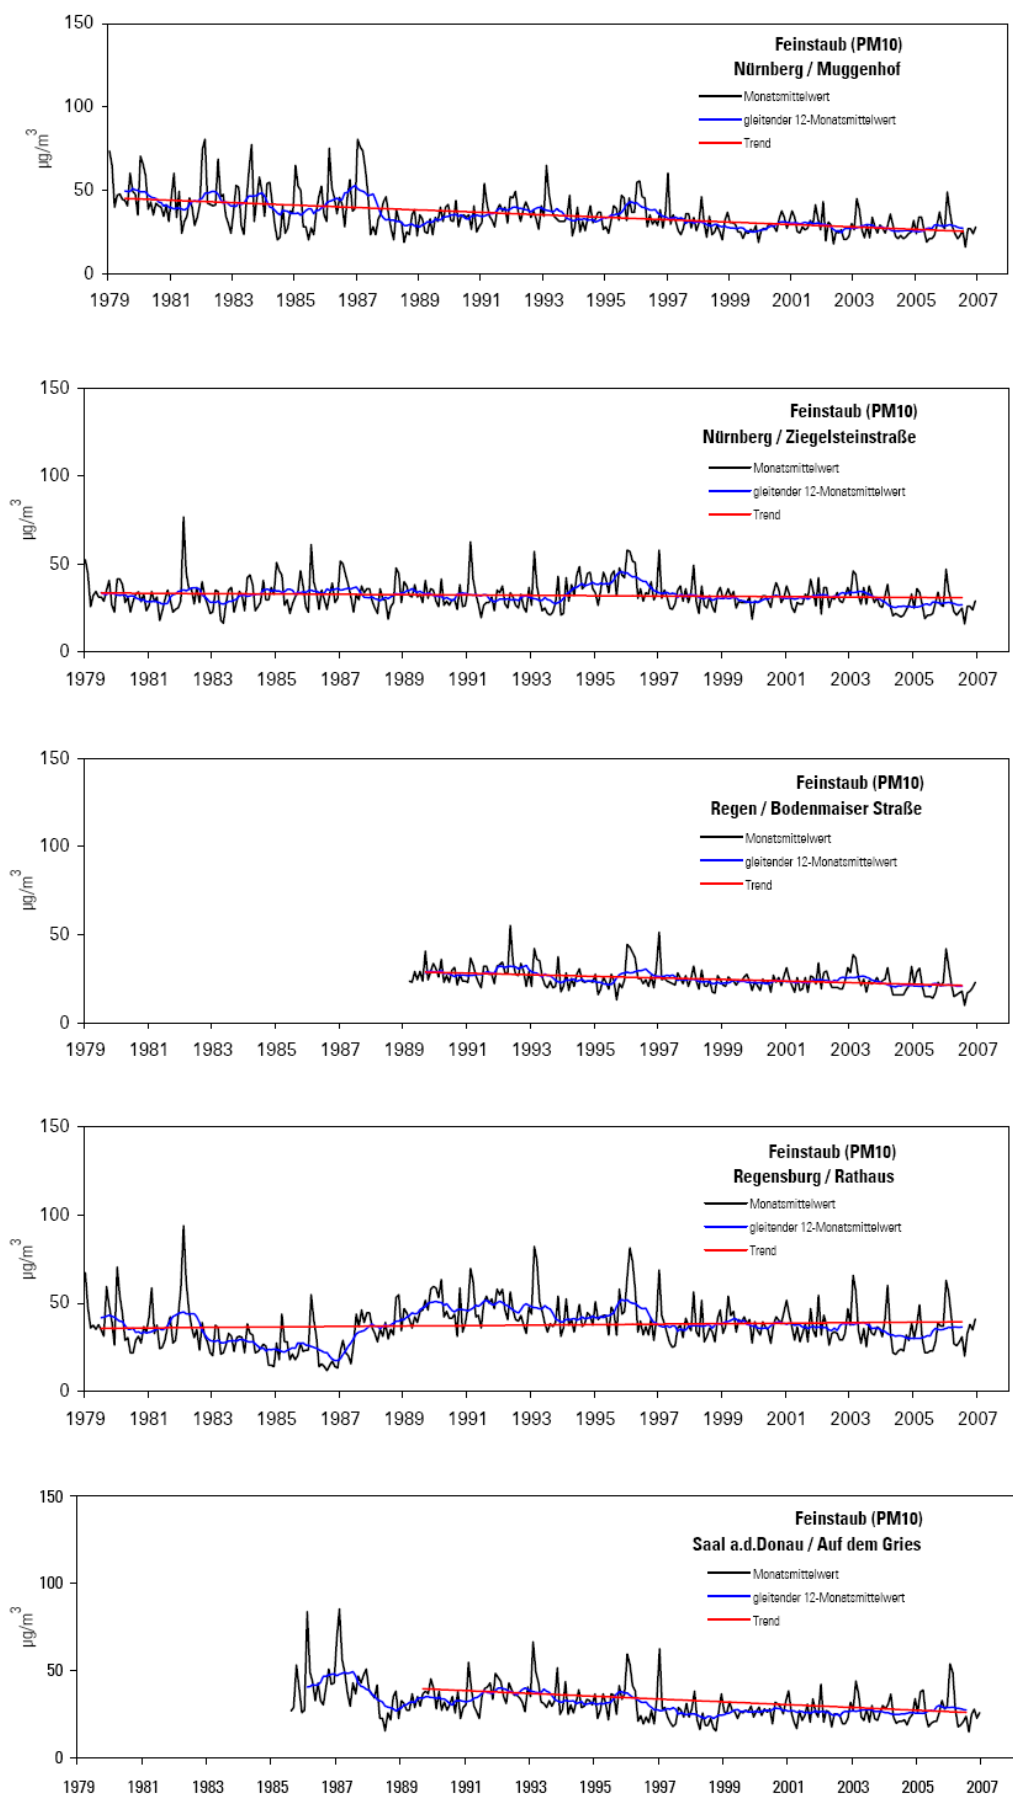 150
Feinstaub (PM10)
Nürnberg / Muggenhof
Monatsmittelwert
gleitender 12-Monatsmittelwert
Trend
100
µg/m³
50
0
1979 1981 1983 1985 1987 1989 1991 1993 1995 1997 1999 2001 2003 2005 2007
150
Feinstaub (PM10)
Nürnberg / Ziegelsteinstraße
Monatsmittelwert
gleitender 12-Monatsmittelwert
Trend
100
µg/m³
50
0
1979 1981 1983 1985 1987 1989 1991 1993 1995 1997 1999 2001 2003 2005 2007
150
Feinstaub (PM10)
Regen / Bodenmaiser Straße
Monatsmittelwert
gleitender 12-Monatsmittelwert
Trend
100
µg/m³
50
0
1979 1981 1983 1985 1987 1989 1991 1993 1995 1997 1999 2001 2003 2005 2007
150
Feinstaub (PM10)
Regensburg / Rathaus
Monatsmittelwert
gleitender 12-Monatsmittelwert
Trend
100
µg/m³
50
0
1979 1981 1983 1985 1987 1989 1991 1993 1995 1997 1999 2001 2003 2005 2007
150
Feinstaub (PM10)
Saal a.d.Donau / Auf dem Gries
Monatsmittelwert
gleitender 12-Monatsmittelwert
Trend
100
µg/m³
50
0
1979 1981 1983 1985 1987 1989 1991 1993 1995 1997 1999 2001 2003 2005 2007